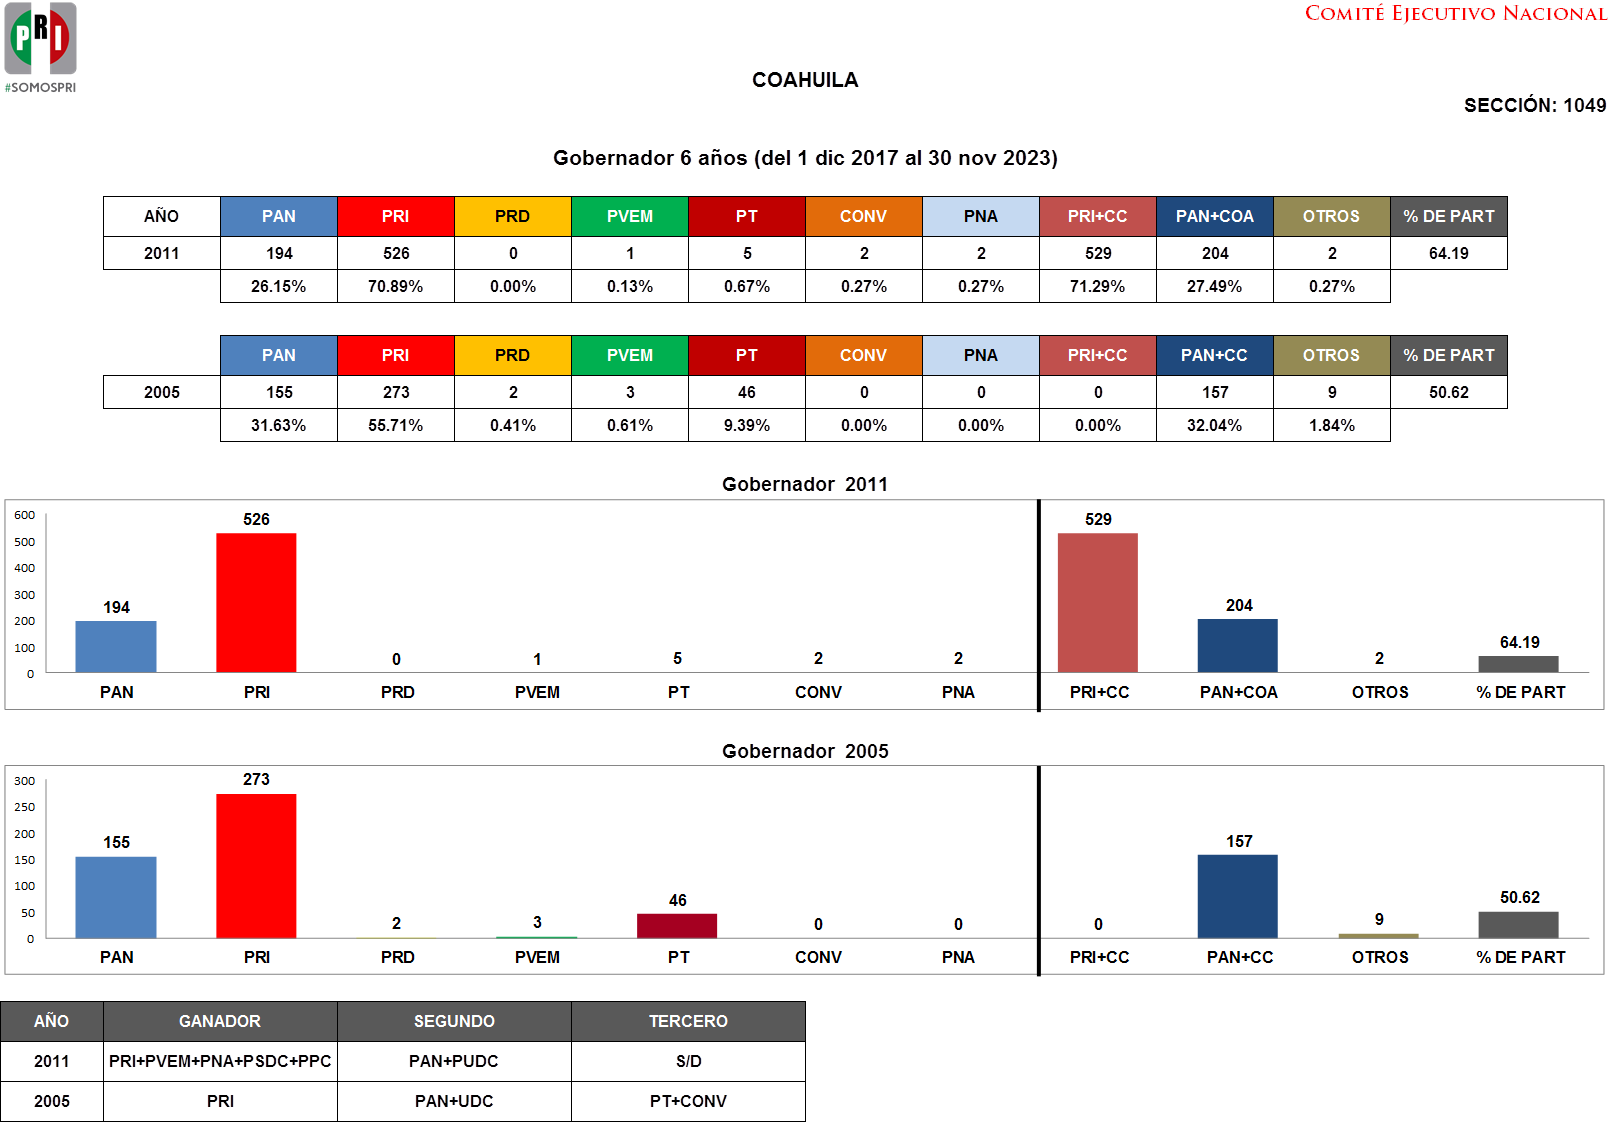 PRI
#SOMOSPRI
COMITÉ EJECUTIVO NACIONAL
COAHUILA
SECCIÓN: 1049
Gobernador 6 años (del 1 dic 2017 al 30 nov 2023)
AÑO PAN PRI PRD PVEM PT CONV PNA PRI+CC PAN+COA OTROS % DE PART
2011 194 526 0 1 5 2 2 529 204 2 64.19
26.15% 70.89% 0.00% 0.13% 0.67% 0.27% 0.27% 71.29% 27.49% 0.27%
PAN PRI PRD PVEM PT CONV PNA PRI+CC PAN+CC OTROS % DE PART
2005 155 273 2 3 46 0 0 0 157 9 50.62
31.63% 55.71% 0.41% 0.61% 9.39% 0.00% 0.00% 0.00% 32.04% 1.84%
Gobernador 2011
600
500
400
300
200
100
0
194 526 0 1 5 2 2 529 204 2 64.19
PAN PRI PRD PVEM PT CONV PNA PRI+CC PAN+COA OTROS % DE PART
Gobernador 2005
300
250
200
150
100
50
0
155 273 2 3 46 0 0 0 157 9 50.62
PAN PRI PRD PVEM PT CONV PNA PRI+CC PAN+CC OTROS % DE PART
AÑO GANADOR SEGUNDO TERCERO
2011 PRI+PVEM+PNA+PSDC+PPC PAN+PUDC S/D
2005 PRI PAN+UDC PT+CONV